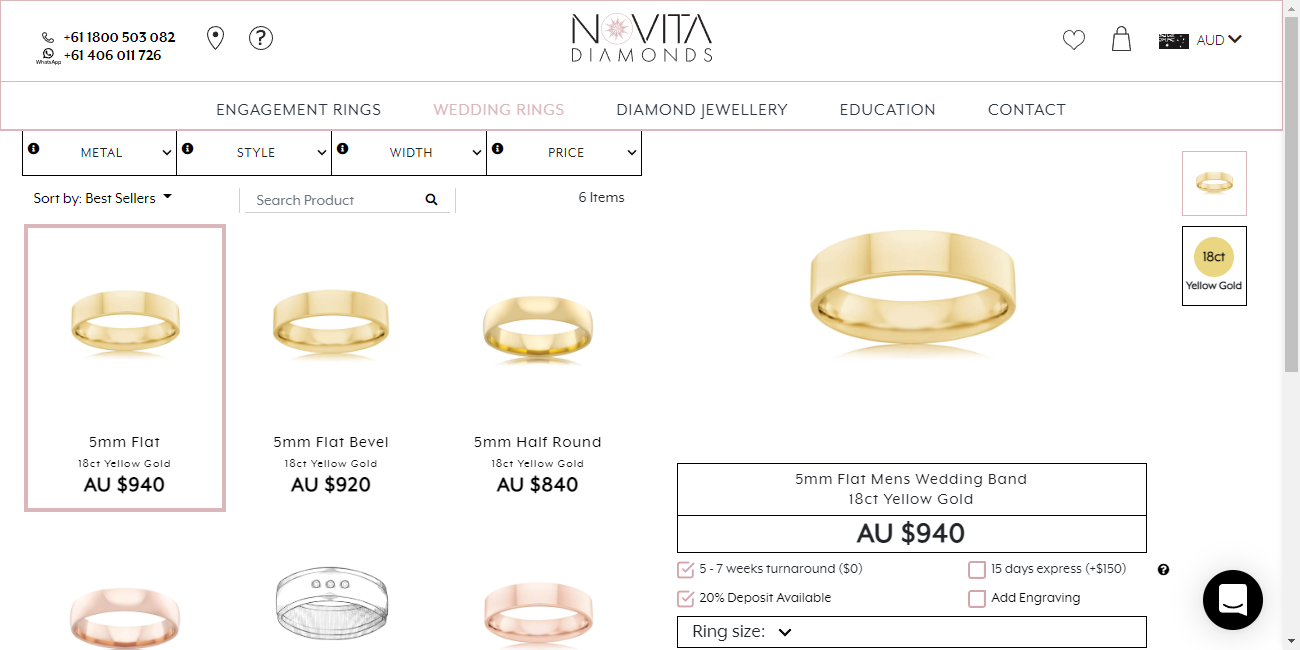 +61 1800 503 082
WhatsApp
+61 406 011 726
?
NOVITA
DIAMONDS
AUD
ENGAGEMENT RINGS
WEDDING RINGS
DIAMOND JEWELLERY
EDUCATION
CONTACT
METAL
STYLE
WIDTH
PRICE
Sort by: Best Sellers
Search Product
6 Items
5mm Flat
18ct Yellow Gold
AU $940
5mm Flat Bevel
18ct Yellow Gold
AU $920
5mm Half Round
18ct Yellow Gold
AU $840
18ct
Yellow Gold
5mm Flat Mens Wedding Band
18ct Yellow Gold
AU $940
5 - 7 weeks turnaround ($0)
15 days express (+$150)
?
20% Deposit Available
Add Engraving
Ring size: